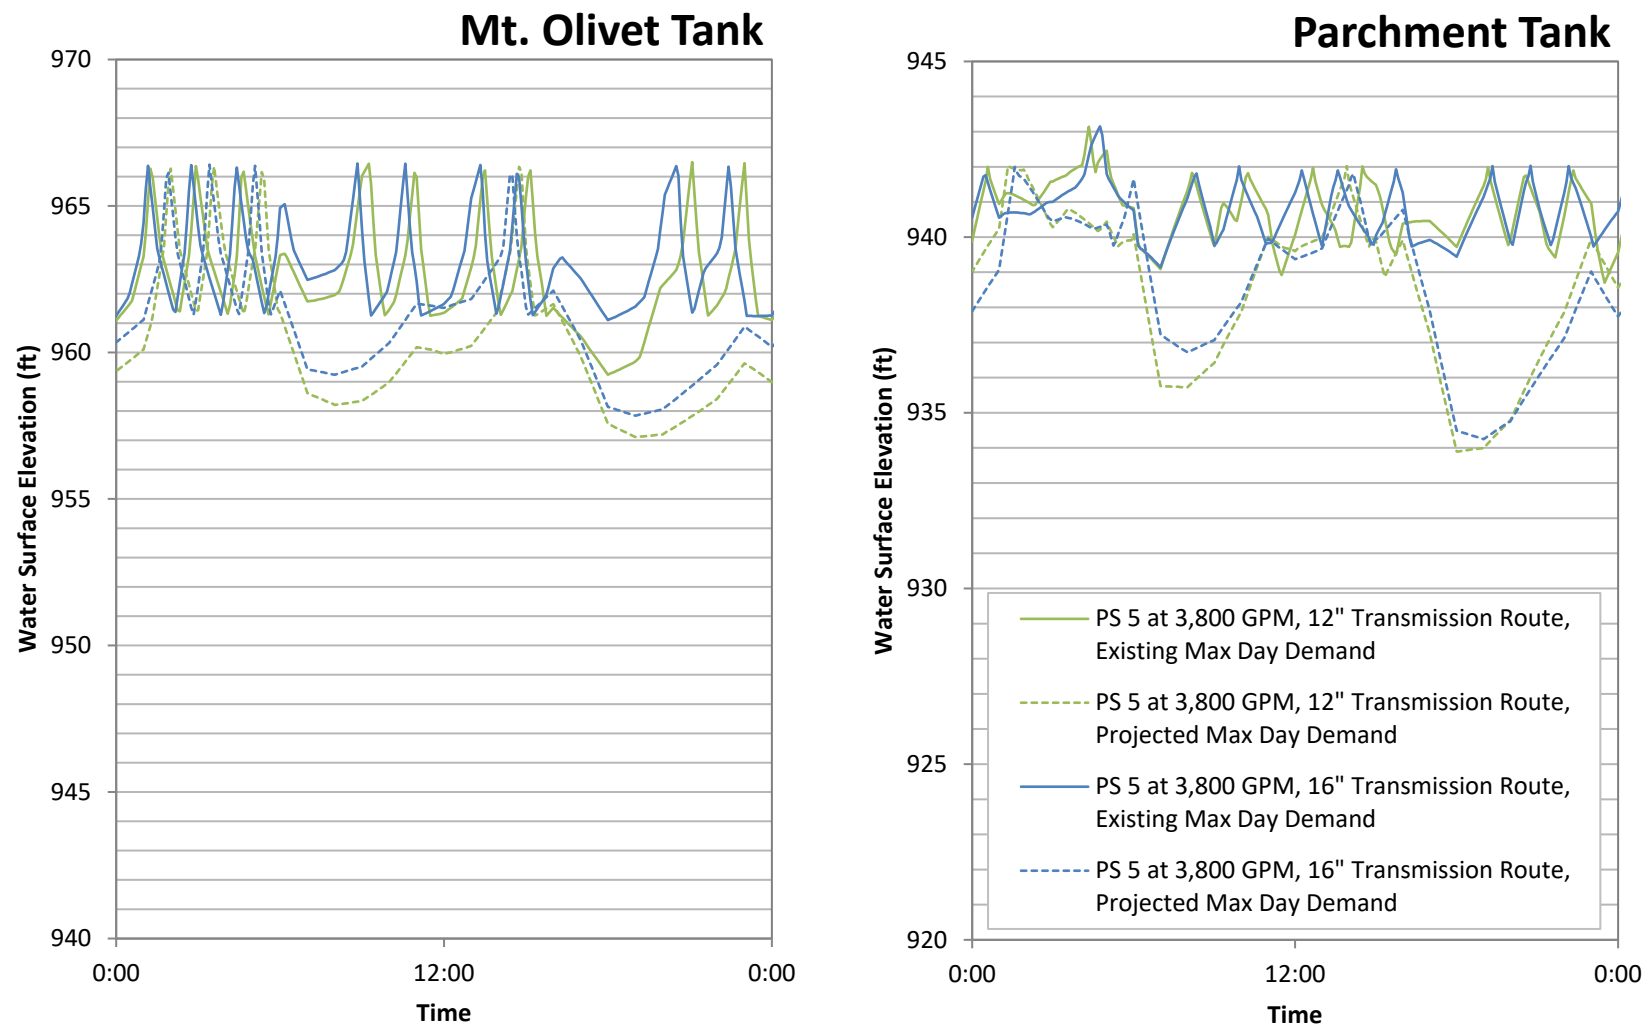 Mt. Olivet Tank
970
965
960
955
950
945
940
Water Surface Elevation (ft)
0:00
12:00
0:00
Time
Parchment Tank
945
940
935
930
925
920
Water Surface Elevation (ft)
PS 5 at 3,800 GPM, 12" Transmission Route,
Existing Max Day Demand
PS 5 at 3,800 GPM, 12" Transmission Route,
Projected Max Day Demand
PS 5 at 3,800 GPM, 16" Transmission Route,
Existing Max Day Demand
PS 5 at 3,800 GPM, 16" Transmission Route,
Projected Max Day Demand
0:00
12:00
0:00
Time